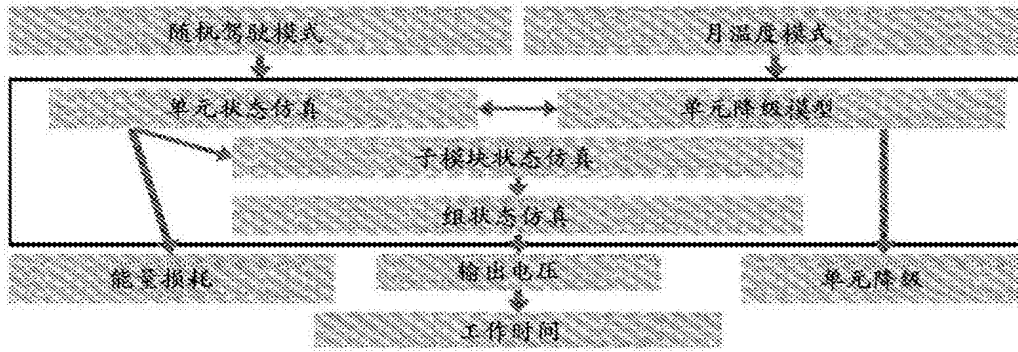 随机驾驶模式
月温度模式
单元状态仿真
单元降级模型
子模块状态仿真
组状态仿真
能量损耗
输出电压
单元降级
工作时间